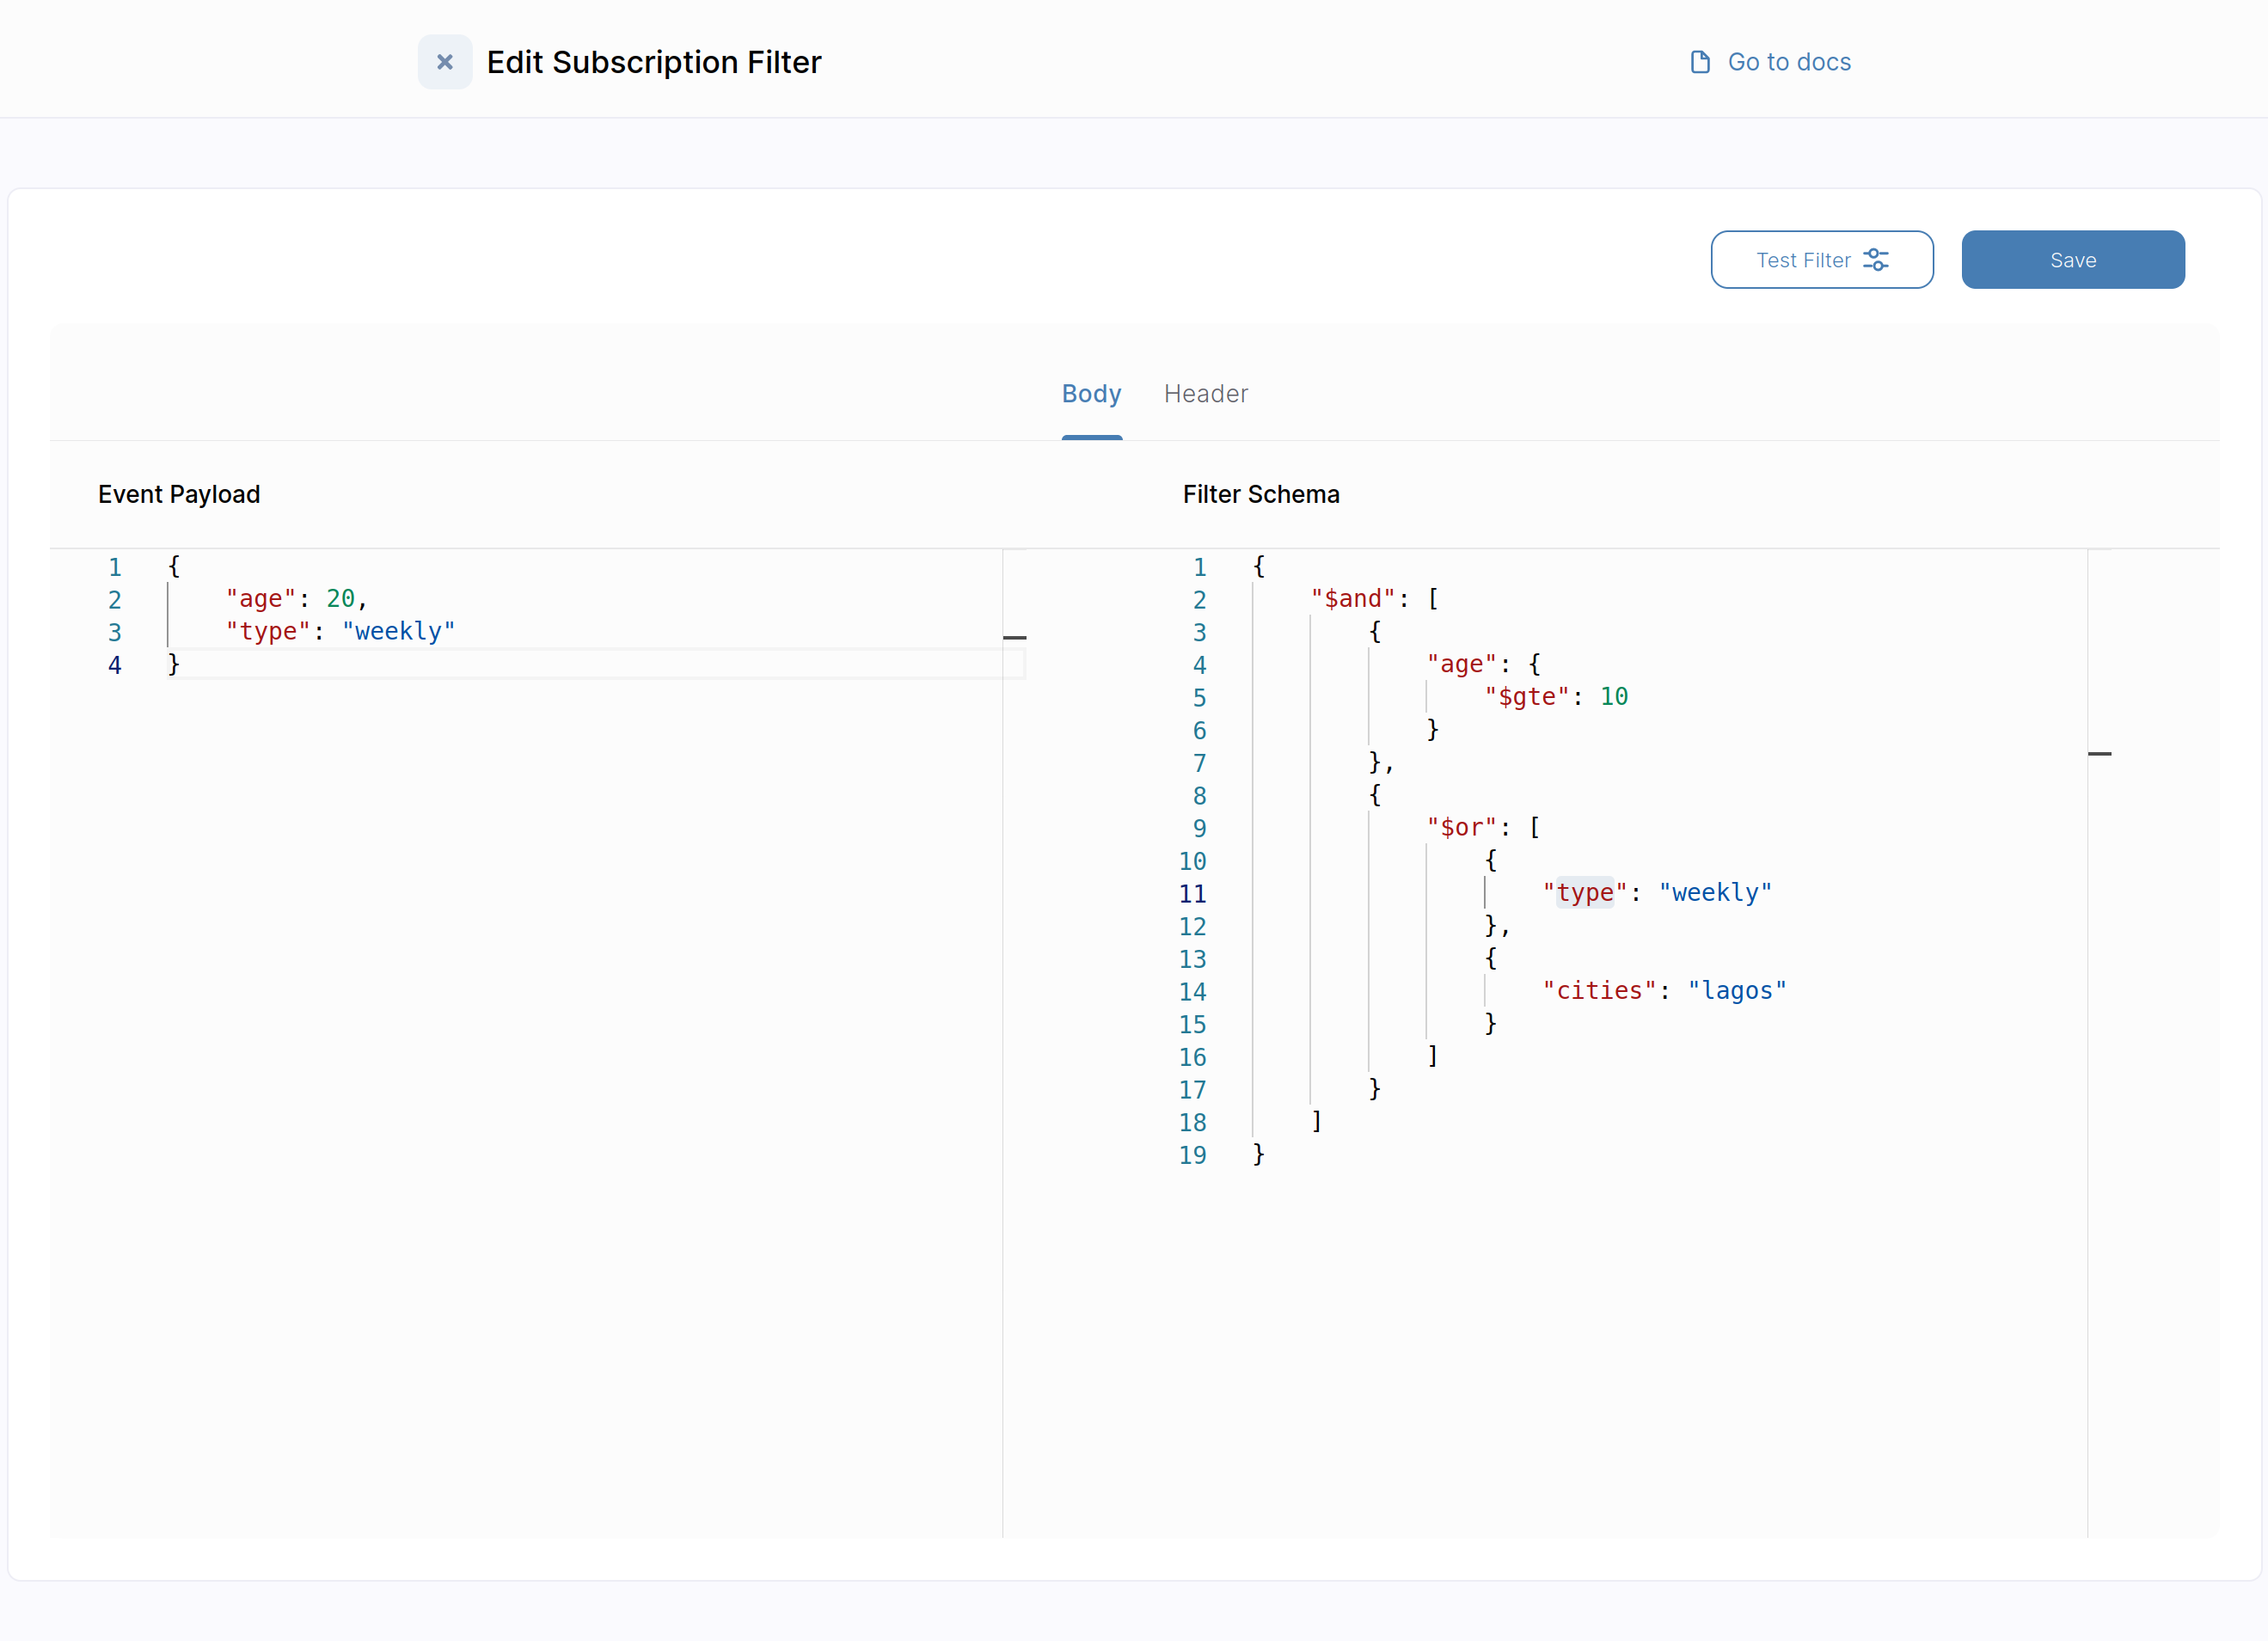 Edit Subscription Filter
Go to docs
Test Filter
Save
Body
Header
Event Payload
1 {
2     "age": 20,
3     "type": "weekly"
4 }
Filter Schema
1 {
2     "$and": [
3         {
4             "age": {
5                 "$gte": 10
6             }
7         },
8         {
9             "$or": [
10                 {
11                     "type": "weekly"
12                 },
13                 {
14                     "cities": "lagos"
15                 }
16             ]
17         }
18     ]
19 }